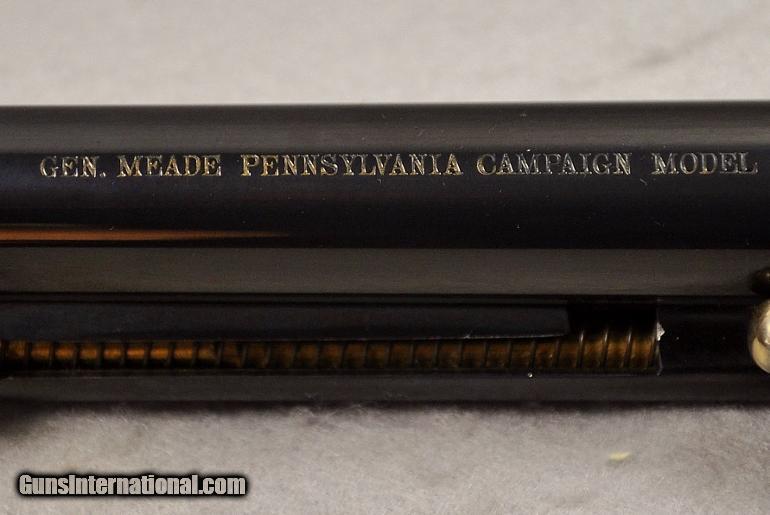 GEN. MEADE PENNSYLVANIA CAMPAIGN MODEL
GunsInternational.com